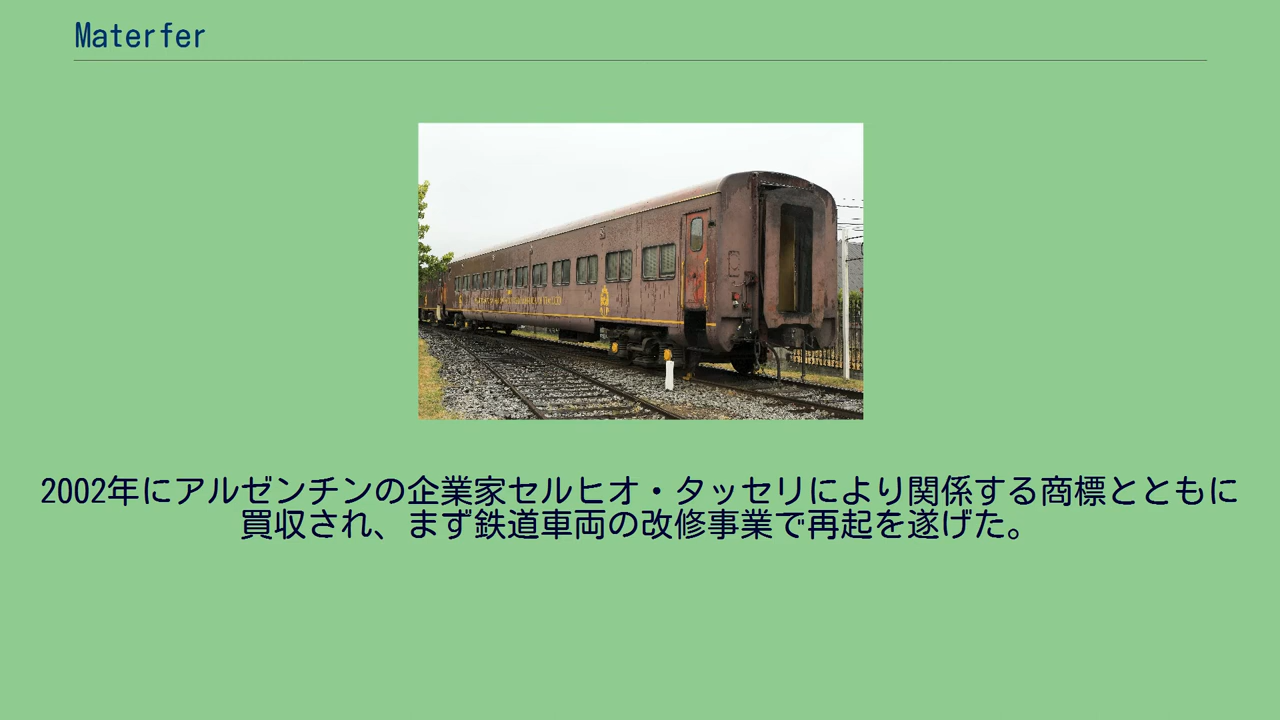 Materfer
2002年にアルゼンチンの企業家セルヒオ・タッセリにより関係する商標とともに
買収され、まず鉄道車両の改修事業で再起を遂げた。